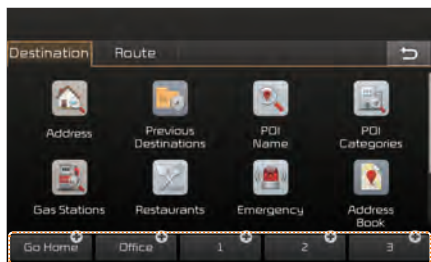 Destination Route
Address Previous Destinations POI Name POI Categories
Gas Stations Restaurants Emergency Address Book
Go Home Office 1 2 3